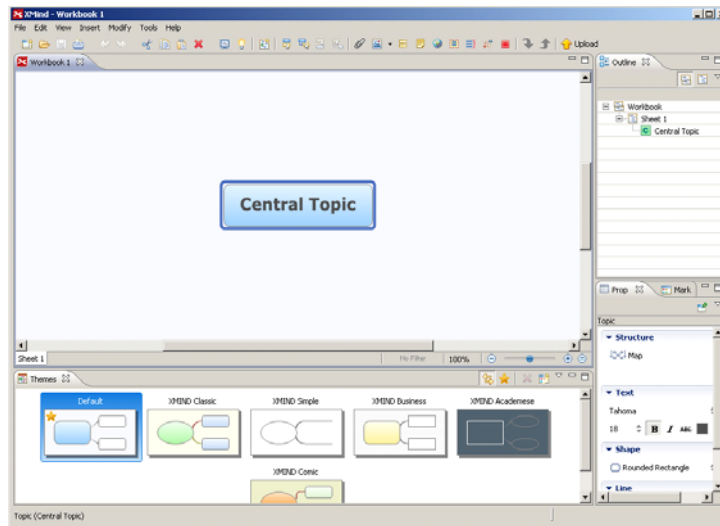 XMind - Workbook 1
File Edit View Insert Modify Tools Help
Upload
Workbook 1
Outline
Workbook
Sheet 1
C Central Topic
Central Topic
Prop Mark
Topic
Structure
Map
Text
Tahoma
18 B I ABC
Shape
Rounded Rectangle
Line
Sheet 1 No Filter 100%
Themes
Default XMIND Classic XMIND Simple XMIND Business XMIND Academese
XMIND Comic
Topic (Central Topic)